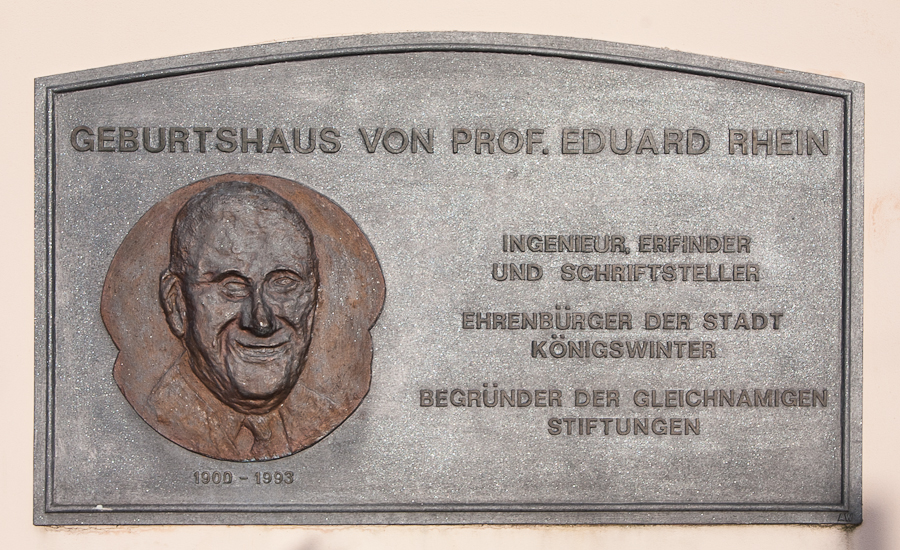 GEBURTSHAUS VON PROF. EDUARD RHEIN
INGENIEUR, ERFINDER
UND SCHRIFTSTELLER
EHRENBÜRGER DER STADT
KÖNIGSWINTER
BEGRÜNDER DER GLEICHNAMIGEN
STIFTUNGEN
1900 - 1993